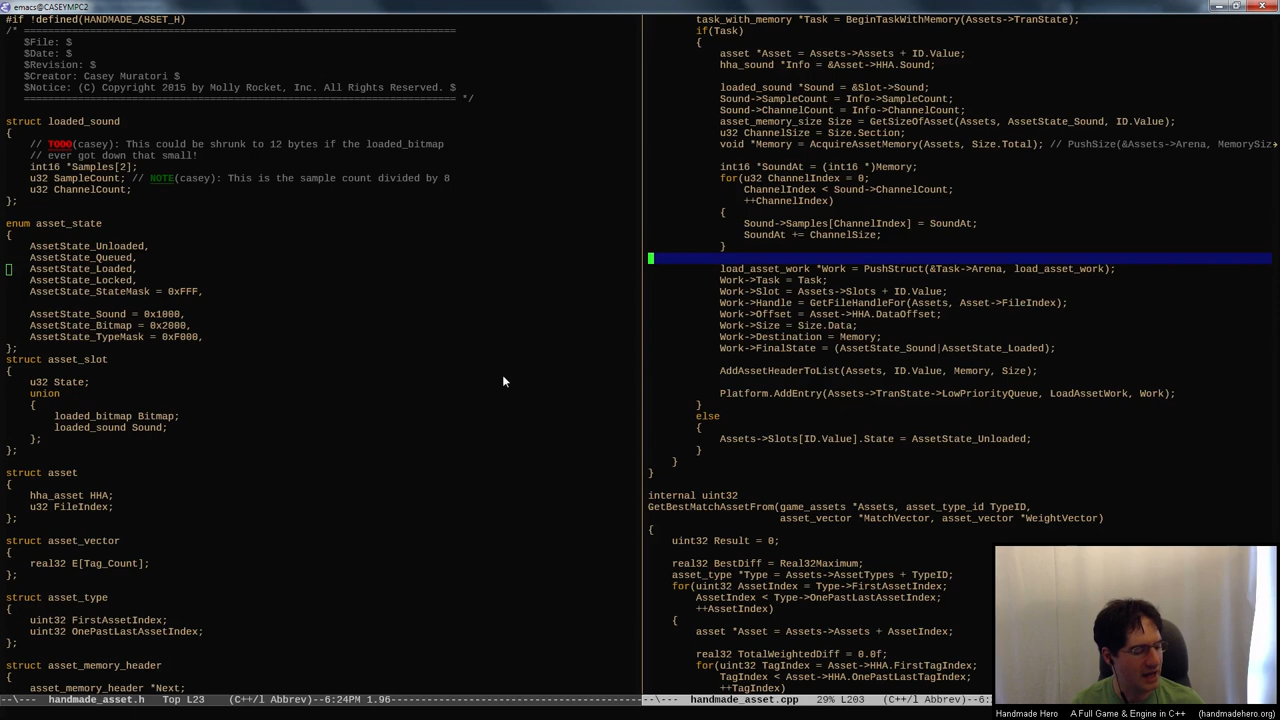 emacs@CASEYMPC2
#if !defined(HANDMADE_ASSET_H)
/* ========================================================================
$File: $
$Date: $
$Revision: $
$Creator: Casey Muratori $
$Notice: (C) Copyright 2015 by Molly Rocket, Inc. All Rights Reserved. $
======================================================================== */
struct loaded_sound
{
// TODO(casey): This could be shrunk to 12 bytes if the loaded_bitmap
// ever got down that small!
int16 *Samples[2];
u32 SampleCount; // NOTE(casey): This is the sample count divided by 8
u32 ChannelCount;
};
enum asset_state
{
AssetState_Unloaded,
AssetState_Queued,
AssetState_Loaded,
AssetState_Locked,
AssetState_StateMask = 0xFFF,
AssetState_Sound = 0x1000,
AssetState_Bitmap = 0x2000,
AssetState_TypeMask = 0xF000,
};
struct asset_slot
{
u32 State;
union
{
loaded_bitmap Bitmap;
loaded_sound Sound;
};
};
struct asset
{
hha_asset HHA;
u32 FileIndex;
};
struct asset_vector
{
real32 E[Tag_Count];
};
struct asset_type
{
uint32 FirstAssetIndex;
uint32 OnePastLastAssetIndex;
};
struct asset_memory_header
{
asset_memory_header *Next;
--\--- handmade_asset.h Top L23 (C++/l Abbrev)--6:24PM 1.96
task_with_memory *Task = BeginTaskWithMemory(Assets->TranState);
if(Task)
{
asset *Asset = Assets->Assets + ID.Value;
hha_sound *Info = &Asset->HHA.Sound;
loaded_sound *Sound = &Slot->Sound;
Sound->SampleCount = Info->SampleCount;
Sound->ChannelCount = Info->ChannelCount;
asset_memory_size Size = GetSizeOfAsset(Assets, AssetState_Sound, ID.Value);
u32 ChannelSize = Size.Section;
void *Memory = AcquireAssetMemory(Assets, Size.Total); // PushSize(&Assets->Arena, MemorySiz
int16 *SoundAt = (int16 *)Memory;
for(u32 ChannelIndex = 0;
ChannelIndex < Sound->ChannelCount;
++ChannelIndex)
{
Sound->Samples[ChannelIndex] = SoundAt;
SoundAt += ChannelSize;
}
load_asset_work *Work = PushStruct(&Task->Arena, load_asset_work);
Work->Task = Task;
Work->Slot = Assets->Slots + ID.Value;
Work->Handle = GetFileHandleFor(Assets, Asset->FileIndex);
Work->Offset = Asset->HHA.DataOffset;
Work->Size = Size.Data;
Work->Destination = Memory;
Work->FinalState = (AssetState_Sound|AssetState_Loaded);
AddAssetHeaderToList(Assets, ID.Value, Memory, Size);
Platform.AddEntry(Assets->TranState->LowPriorityQueue, LoadAssetWork, Work);
}
else
{
Assets->Slots[ID.Value].State = AssetState_Unloaded;
}
}
}
internal uint32
GetBestMatchAssetFrom(game_assets *Assets, asset_type_id TypeID,
asset_vector *MatchVector, asset_vector *WeightVector)
{
uint32 Result = 0;
real32 BestDiff = Real32Maximum;
asset_type *Type = Assets->AssetTypes + TypeID;
for(uint32 AssetIndex = Type->FirstAssetIndex;
AssetIndex < Type->OnePastLastAssetIndex;
++AssetIndex)
{
asset *Asset = Assets->Assets + AssetIndex;
real32 TotalWeightedDiff = 0.0f;
for(uint32 TagIndex = Asset->HHA.FirstTagIndex;
TagIndex < Asset->HHA.OnePastLastTagIndex;
++TagIndex)
--\--- handmade_asset.cpp 29% L203 (C++/l Abbrev)--6:
Handmade Hero A Full Game & Engine in C++ (handmadehero.org)